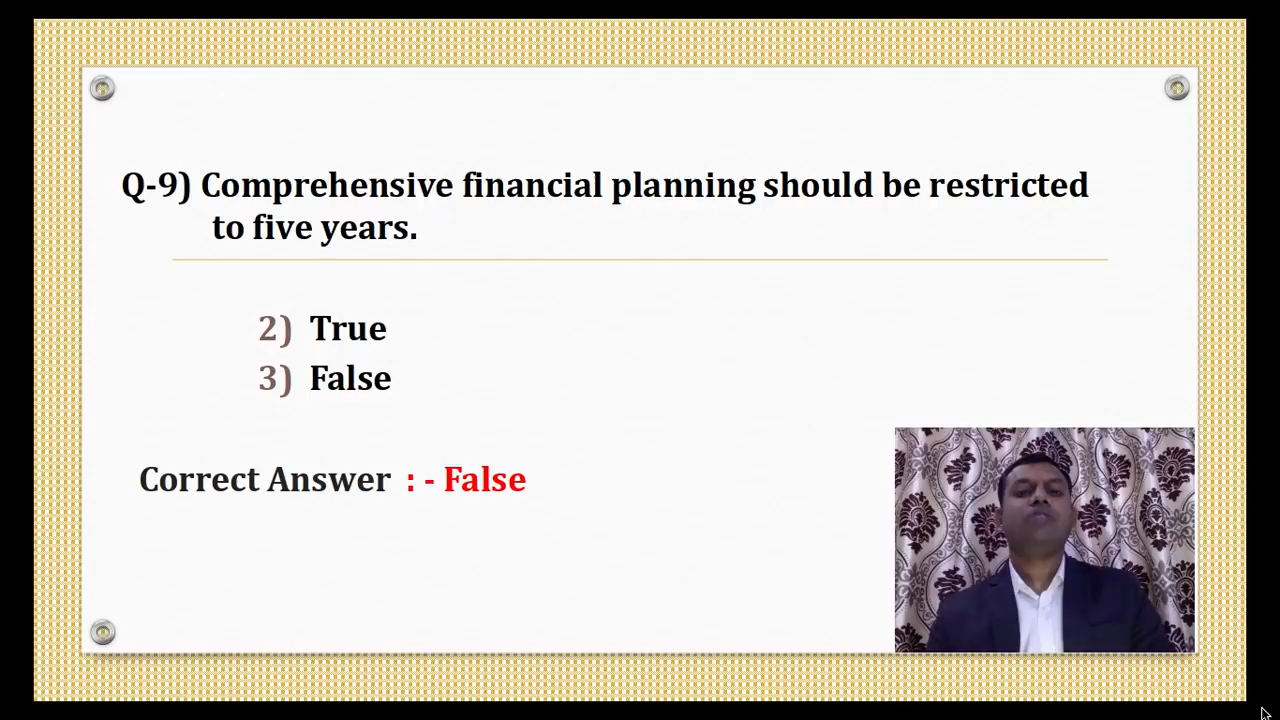 Q-9) Comprehensive financial planning should be restricted
to five years.
2) True
3) False
Correct Answer : - False